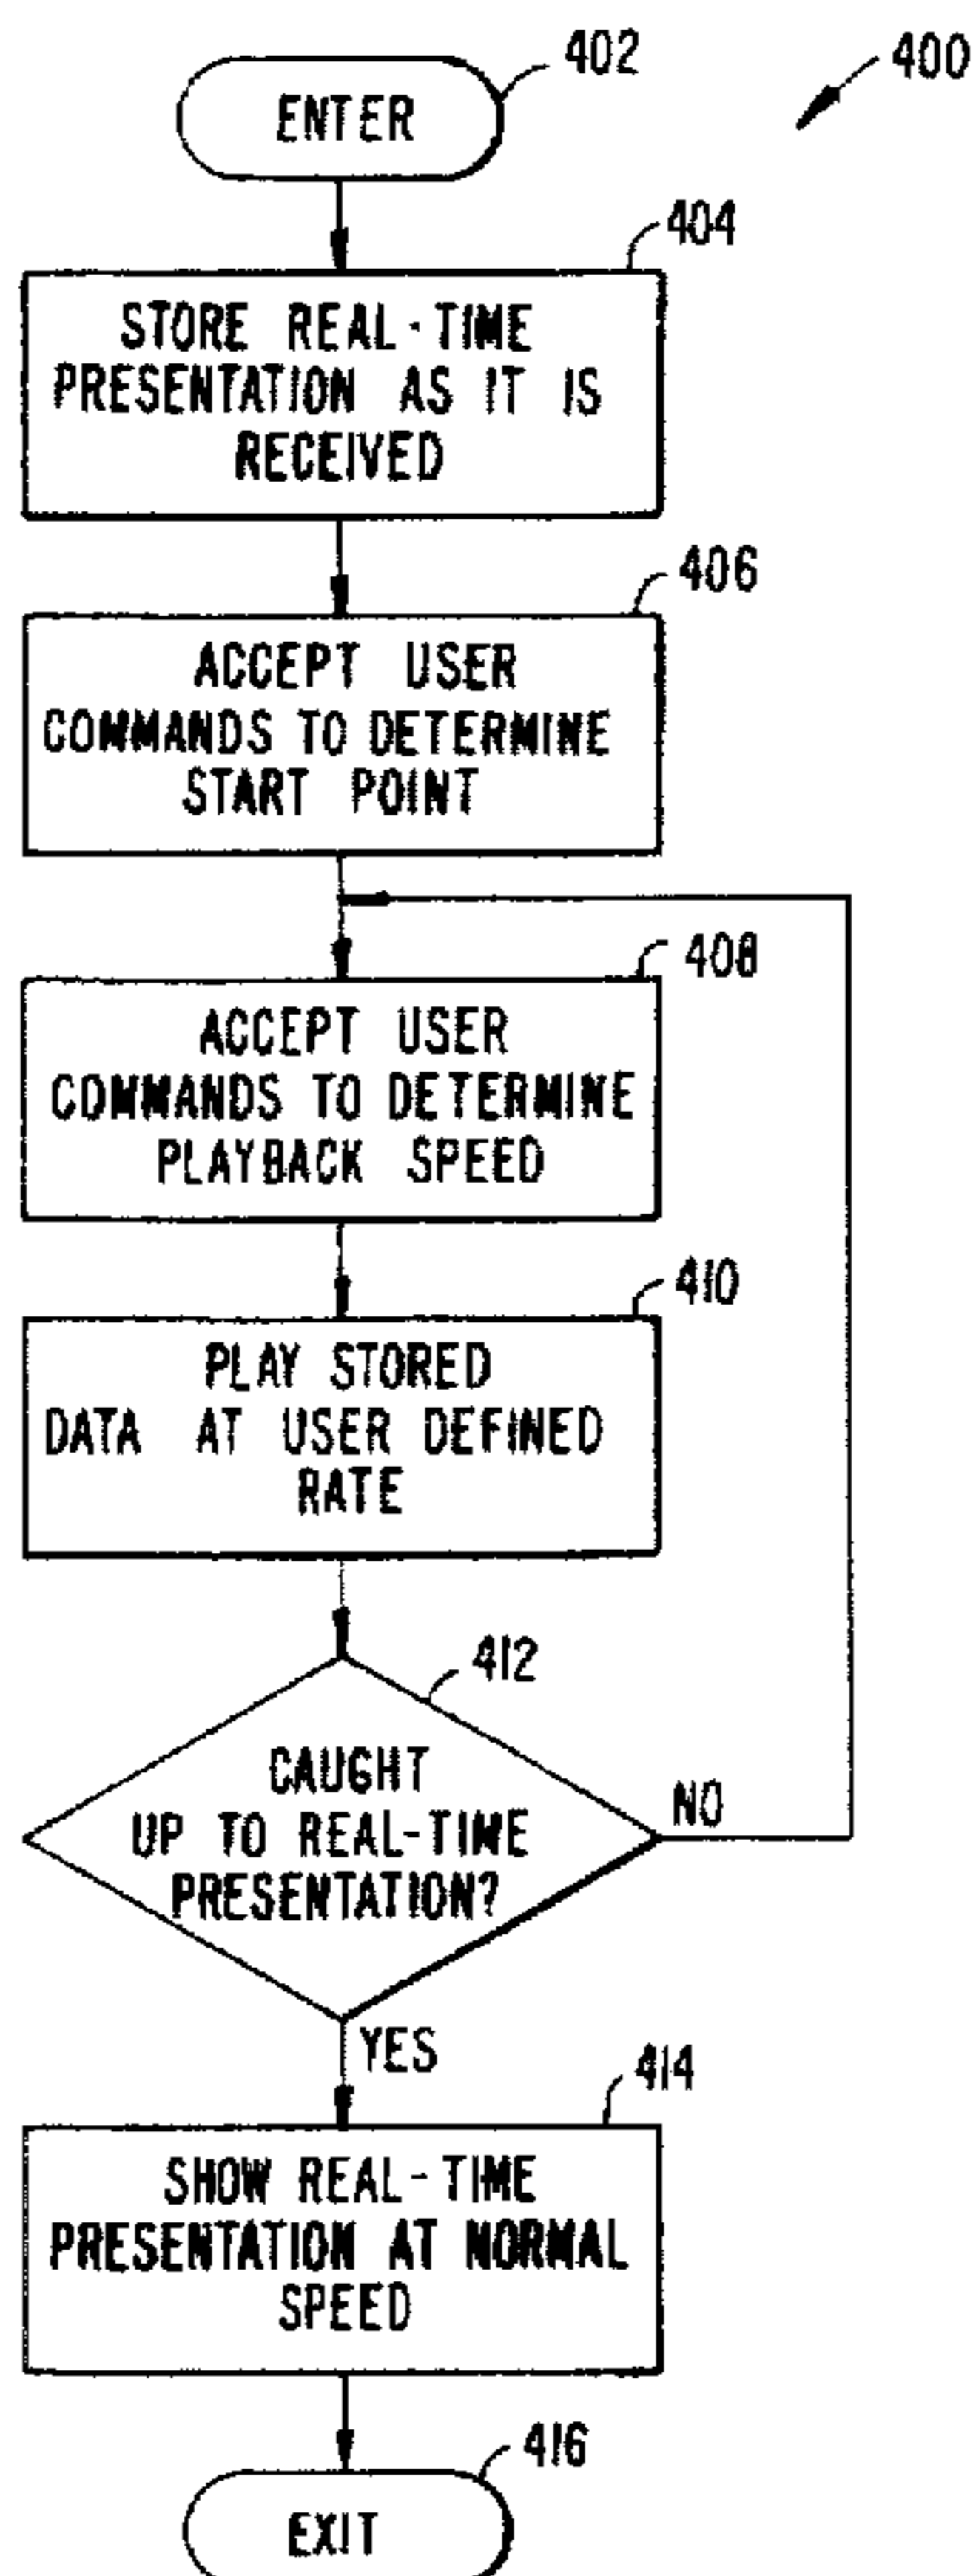 402
400
ENTER
404
STORE REAL-TIME
PRESENTATION AS IT IS
RECEIVED
406
ACCEPT USER
COMMANDS TO DETERMINE
START POINT
408
ACCEPT USER
COMMANDS TO DETERMINE
PLAYBACK SPEED
410
PLAY STORED
DATA AT USER DEFINED
RATE
412
CAUGHT
UP TO REAL-TIME
PRESENTATION?
NO
YES
414
SHOW REAL-TIME
PRESENTATION AT NORMAL
SPEED
416
EXIT